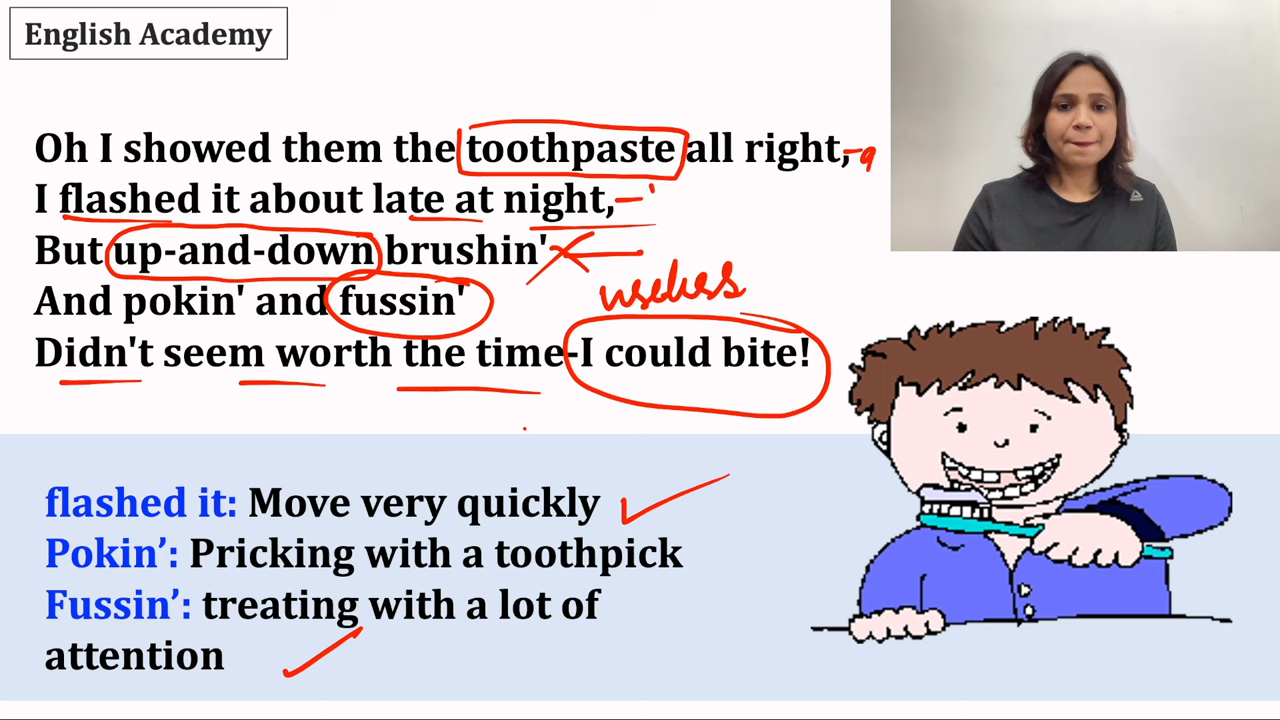 English Academy
Oh I showed them the toothpaste all right,
I flashed it about late at night,
But up-and-down brushin'
And pokin' and fussin'
useless
Didn't seem worth the time-I could bite!
flashed it: Move very quickly
Pokin’: Pricking with a toothpick
Fussin’: treating with a lot of
attention